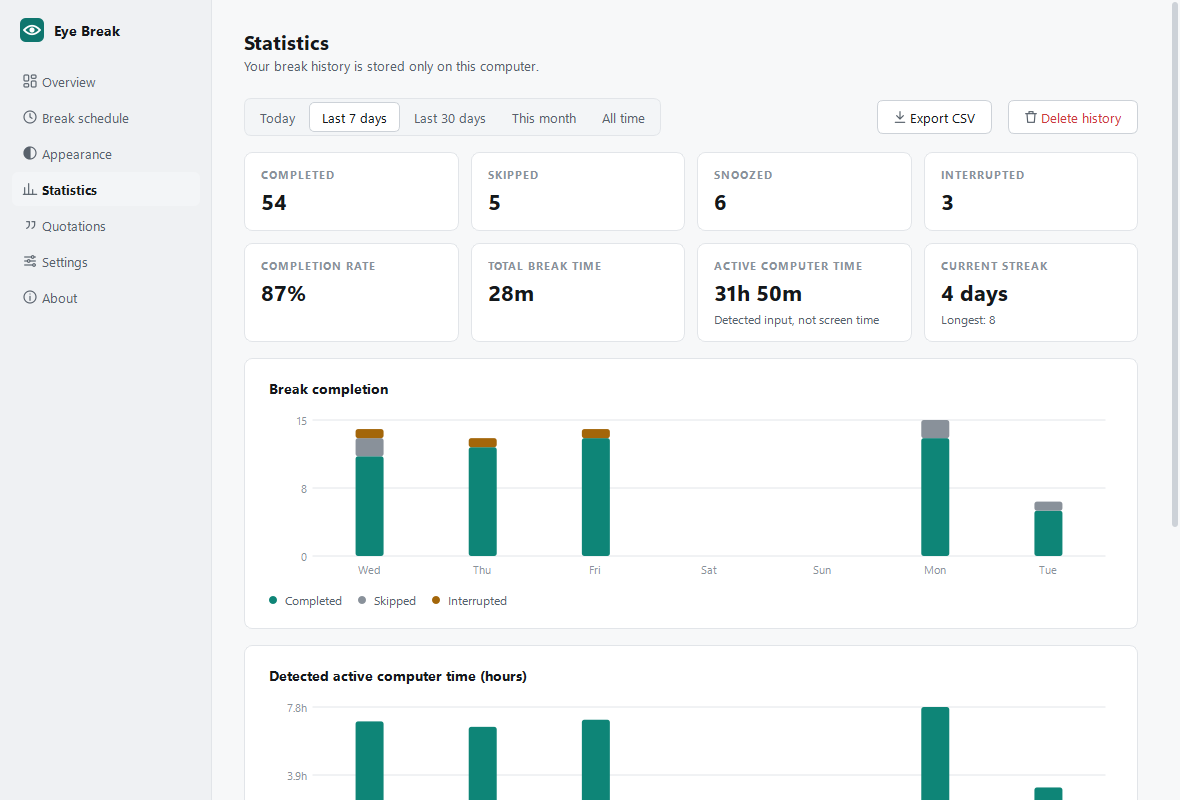 Eye Break
Overview
Break schedule
Appearance
Statistics
Quotations
Settings
About
Statistics
Your break history is stored only on this computer.
Today Last 7 days Last 30 days This month All time Export CSV Delete history
COMPLETED
54
SKIPPED
5
SNOOZED
6
INTERRUPTED
3
COMPLETION RATE
87%
TOTAL BREAK TIME
28m
ACTIVE COMPUTER TIME
31h 50m
Detected input, not screen time
CURRENT STREAK
4 days
Longest: 8
Break completion
15
8
0
Wed Thu Fri Sat Sun Mon Tue
Completed Skipped Interrupted
Detected active computer time (hours)
7.8h
3.9h